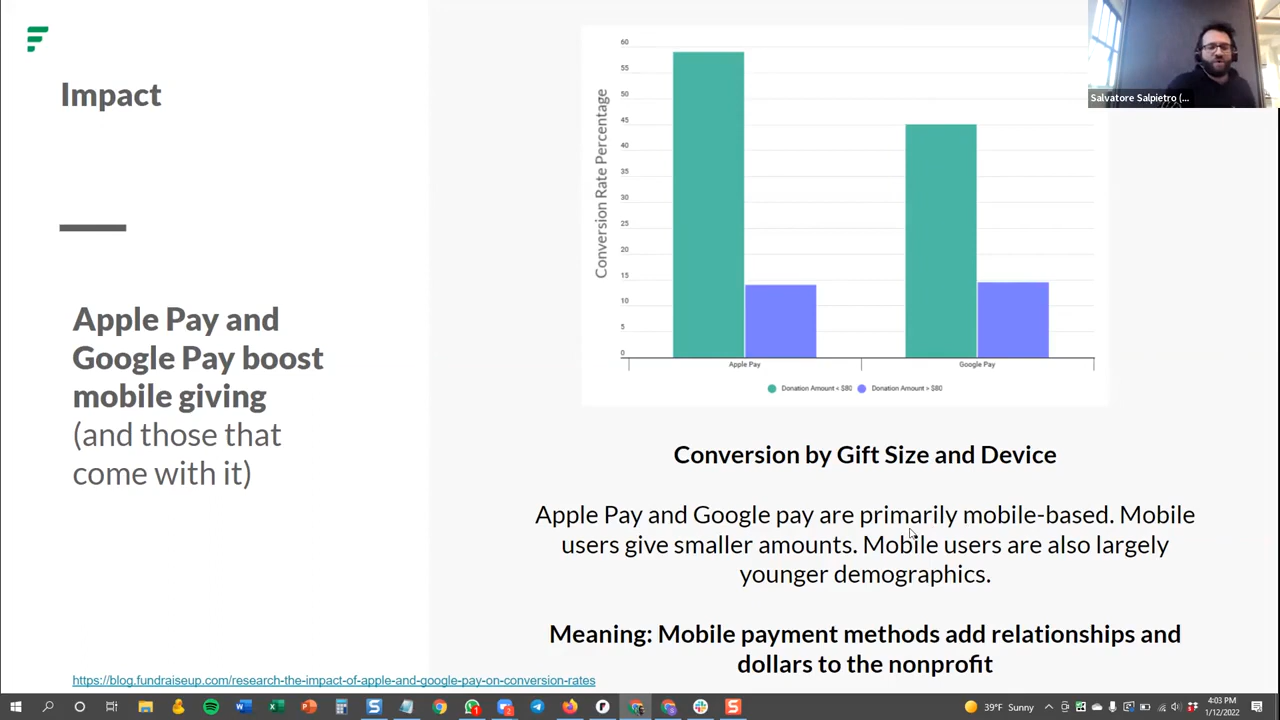 Impact
Apple Pay and
Google Pay boost
mobile giving
(and those that
come with it)
https://blog.fundraiseup.com/research-the-impact-of-apple-and-google-pay-on-conversion-rates
Conversion Rate Percentage
60
55
50
45
40
35
30
25
20
15
10
5
0
Apple Pay
Google Pay
Donation Amount < $80
Donation Amount > $80
Conversion by Gift Size and Device
Apple Pay and Google pay are primarily mobile-based. Mobile
users give smaller amounts. Mobile users are also largely
younger demographics.
Meaning: Mobile payment methods add relationships and
dollars to the nonprofit
Salvatore Salpietro (...
39°F Sunny
4:03 PM
1/12/2022